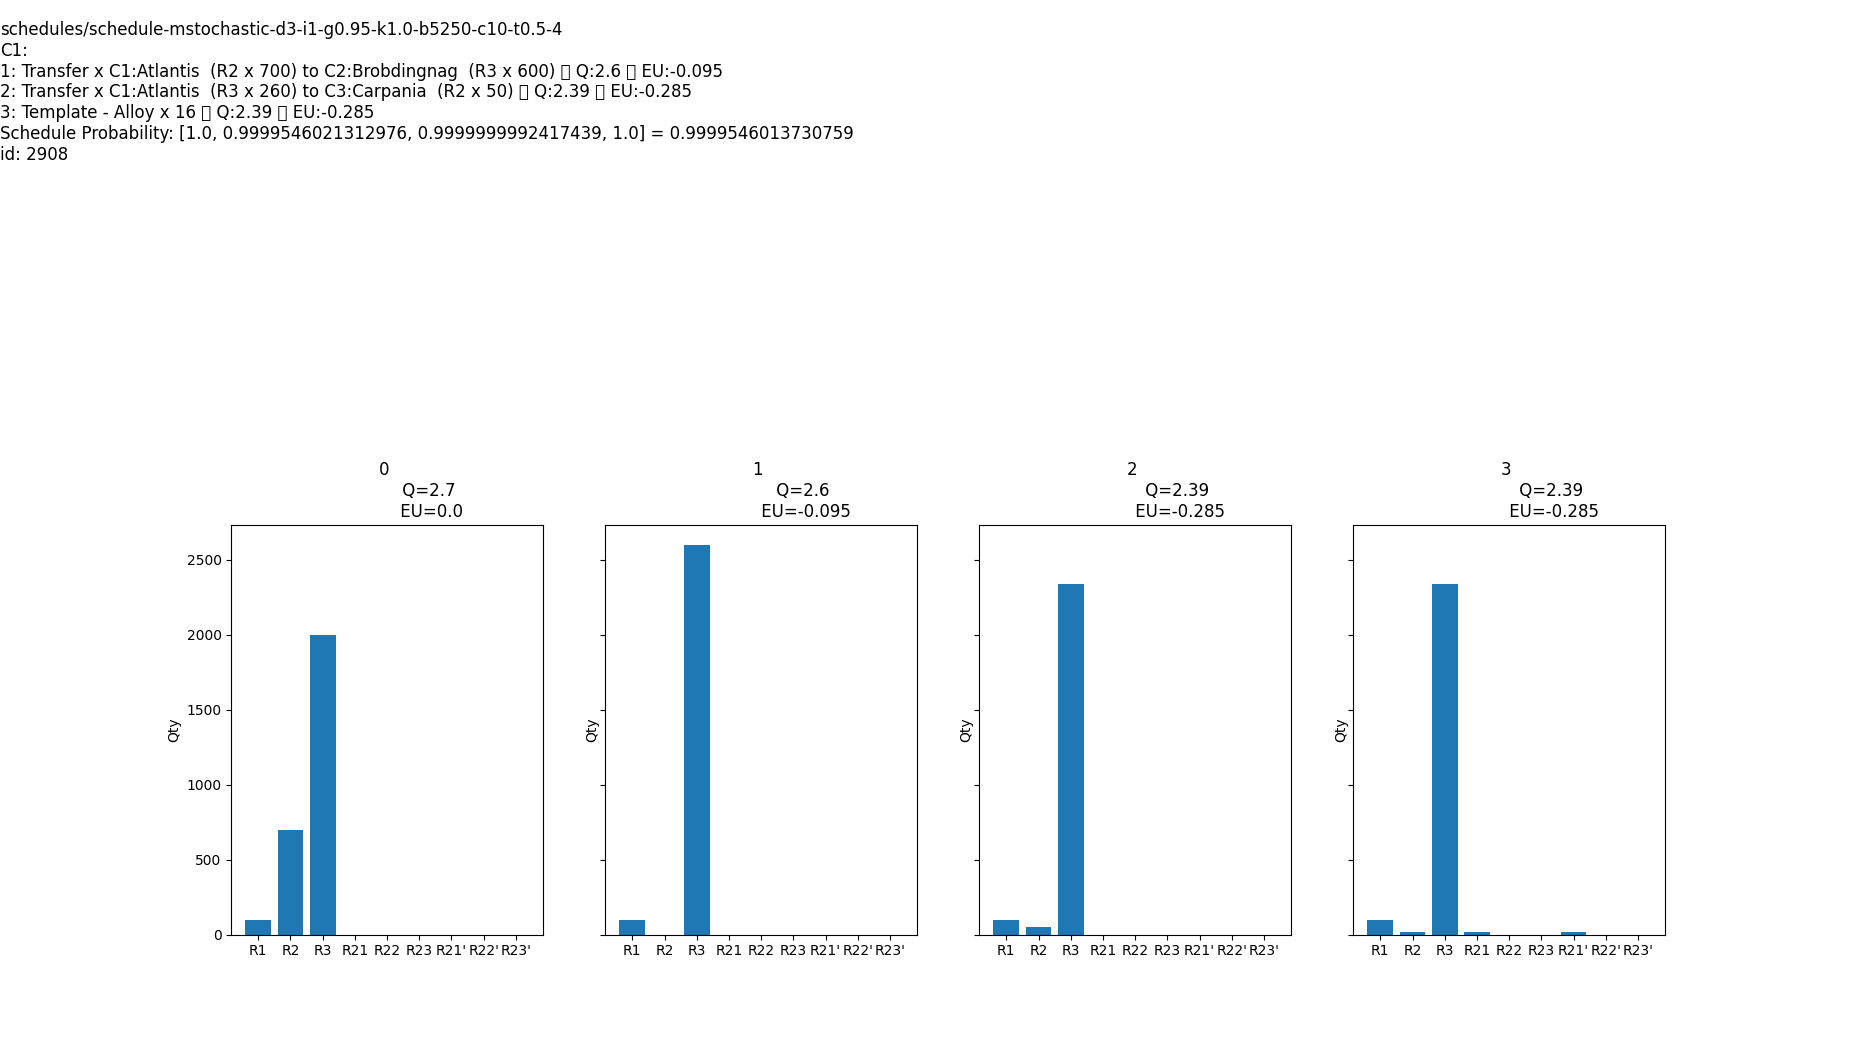 schedules/schedule-mstochastic-d3-i1-g0.95-k1.0-b5250-c10-t0.5-4
C1:
1: Transfer x C1:Atlantis  (R2 x 700) to C2:Brobdingnag  (R3 x 600) ▯ Q:2.6 ▯ EU:-0.095
2: Transfer x C1:Atlantis  (R3 x 260) to C3:Carpania  (R2 x 50) ▯ Q:2.39 ▯ EU:-0.285
3: Template - Alloy x 16 ▯ Q:2.39 ▯ EU:-0.285
Schedule Probability: [1.0, 0.9999546021312976, 0.9999999992417439, 1.0] = 0.9999546013730759
id: 2908
0
Q=2.7
EU=0.0
Qty
2500
2000
1500
1000
500
0
R1 R2 R3 R21 R22 R23 R21' R22' R23'
1
Q=2.6
EU=-0.095
Qty
R1 R2 R3 R21 R22 R23 R21' R22' R23'
2
Q=2.39
EU=-0.285
Qty
R1 R2 R3 R21 R22 R23 R21' R22' R23'
3
Q=2.39
EU=-0.285
Qty
R1 R2 R3 R21 R22 R23 R21' R22' R23'